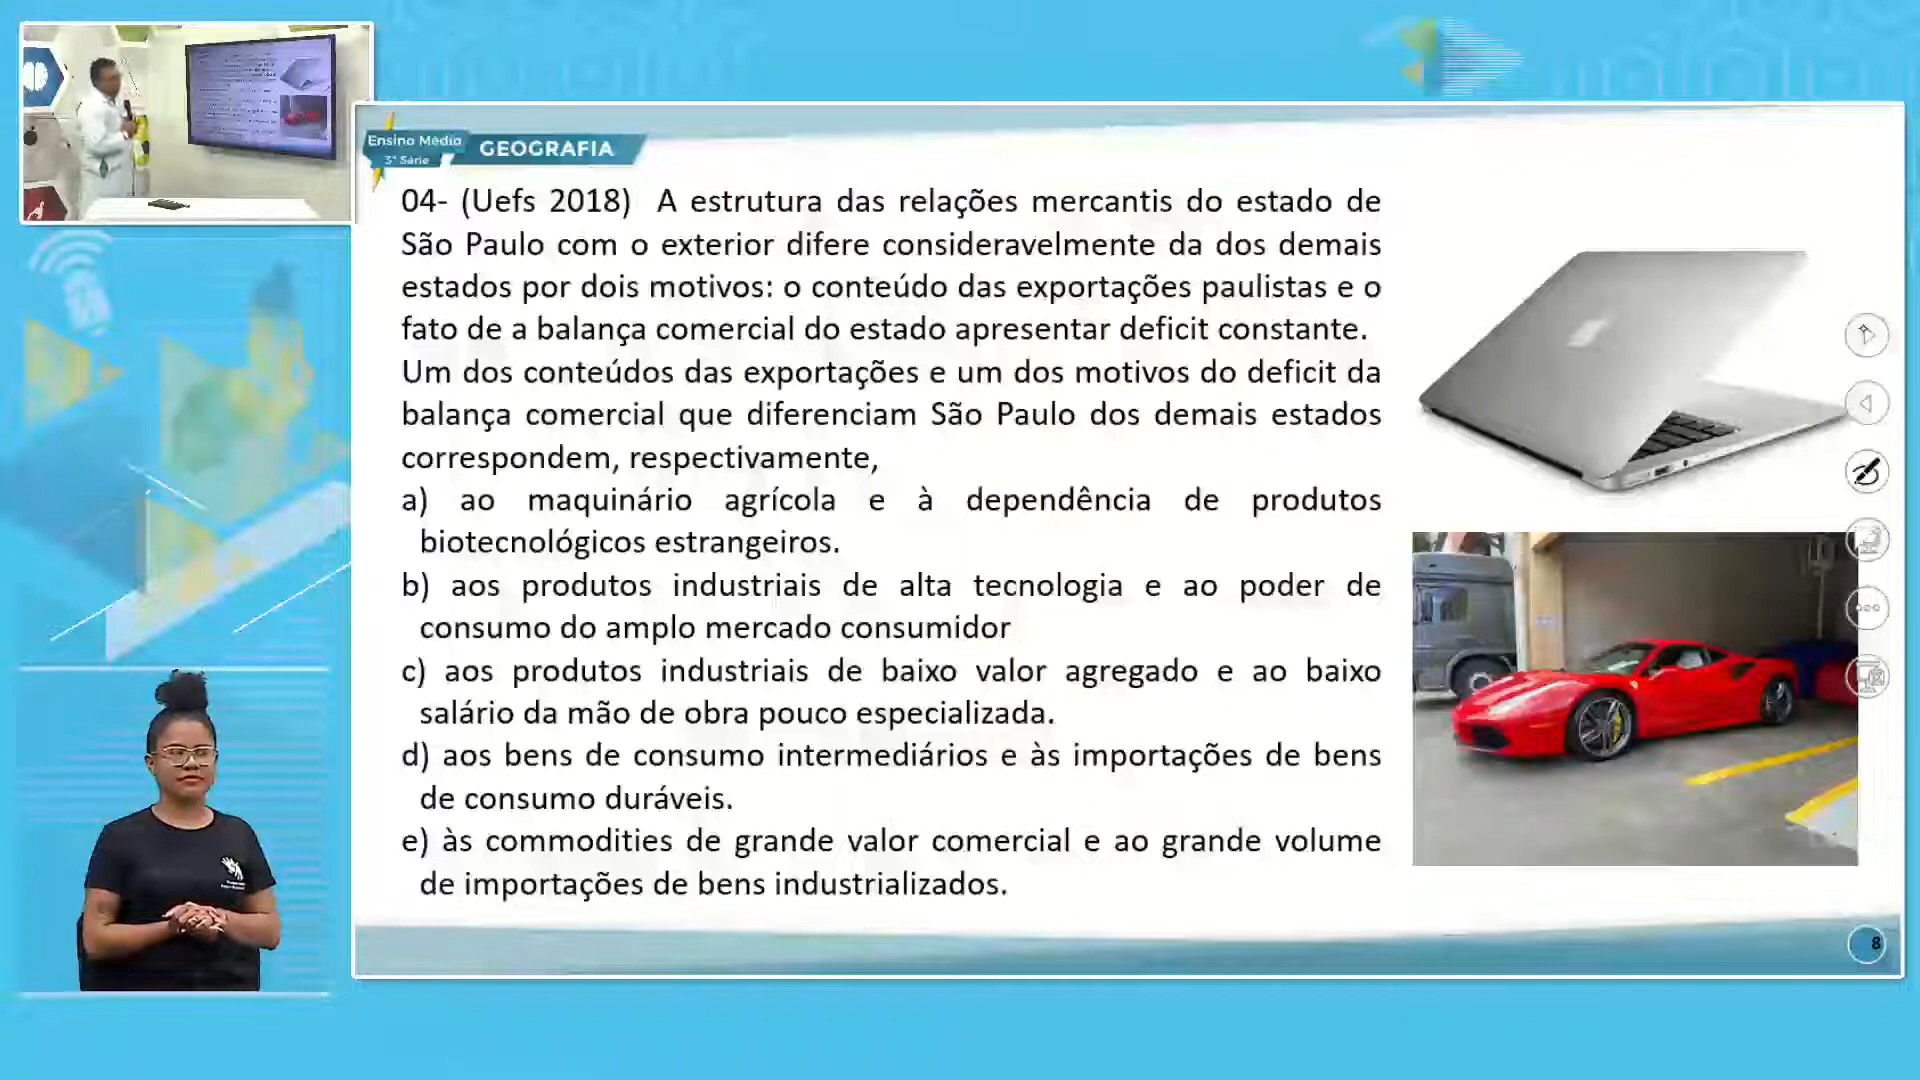 Ensino Médio
3ª Série
GEOGRAFIA
04- (Uefs 2018) A estrutura das relações mercantis do estado de
São Paulo com o exterior difere consideravelmente da dos demais
estados por dois motivos: o conteúdo das exportações paulistas e o
fato de a balança comercial do estado apresentar deficit constante.
Um dos conteúdos das exportações e um dos motivos do deficit da
balança comercial que diferenciam São Paulo dos demais estados
correspondem, respectivamente,
a) ao maquinário agrícola e à dependência de produtos
biotecnológicos estrangeiros.
b) aos produtos industriais de alta tecnologia e ao poder de
consumo do amplo mercado consumidor
c) aos produtos industriais de baixo valor agregado e ao baixo
salário da mão de obra pouco especializada.
d) aos bens de consumo intermediários e às importações de bens
de consumo duráveis.
e) às commodities de grande valor comercial e ao grande volume
de importações de bens industrializados.
8